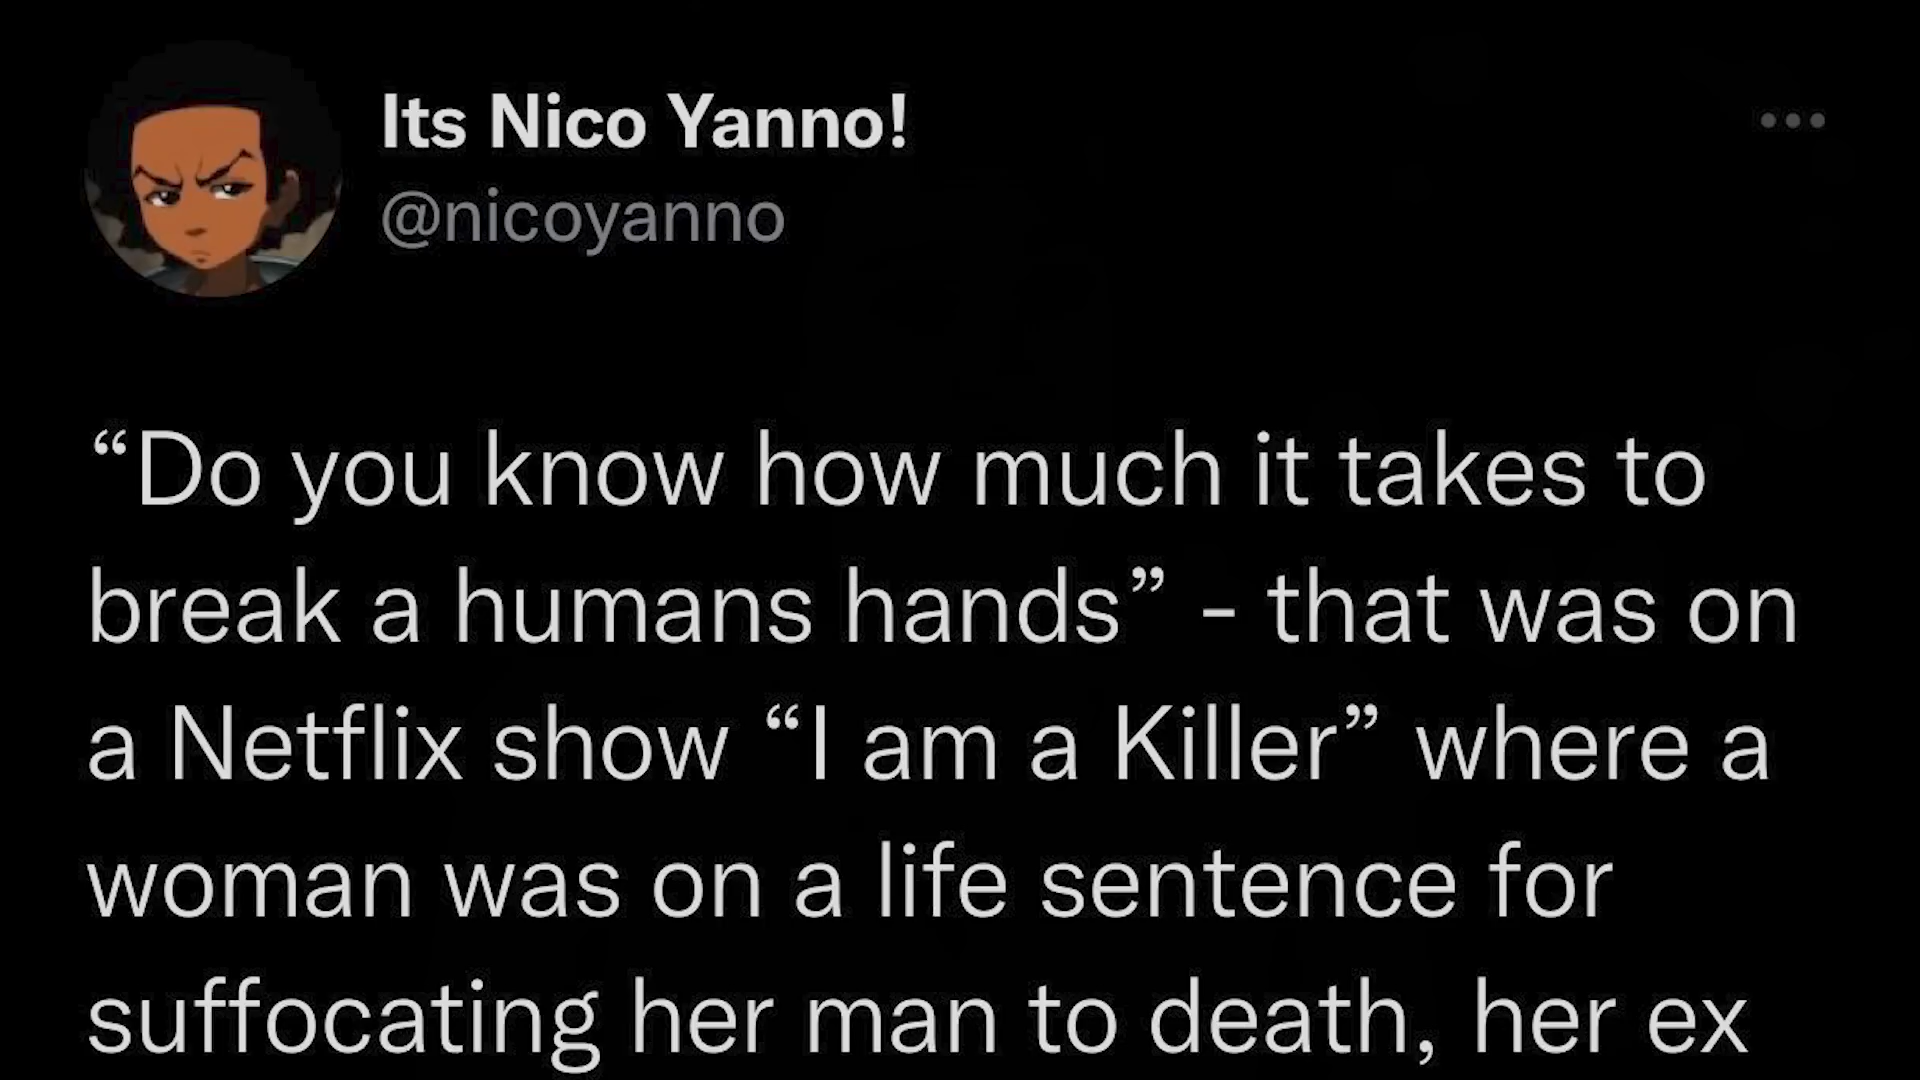 Its Nico Yanno!
@nicoyanno
“Do you know how much it takes to
break a humans hands” - that was on
a Netflix show “I am a Killer” where a
woman was on a life sentence for
suffocating her man to death, her ex